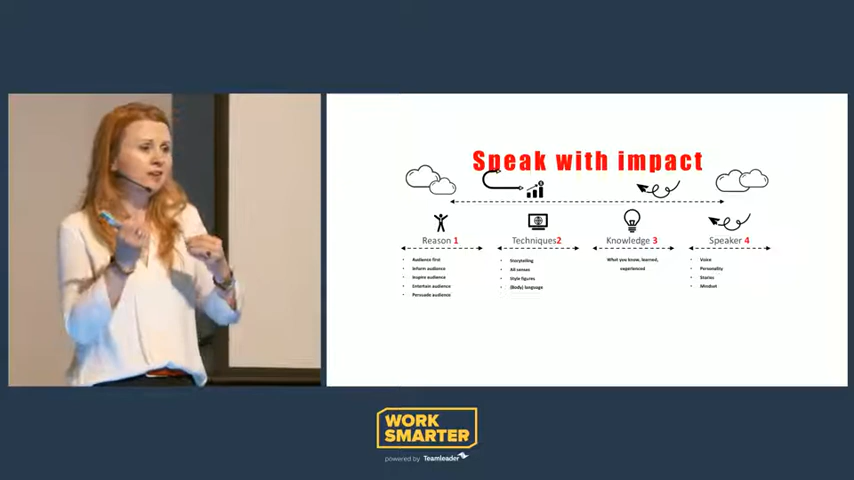 Speak with impact
Reason 1
Audience first
Inform audience
Inspire audience
Entertain audience
Persuade audience
Techniques2
Storytelling
All senses
Style figures
(Body) language
Knowledge 3
What you know, learned,
experienced
Speaker 4
Voice
Personality
Stories
Mindset
WORK
SMARTER
powered by Teamleader